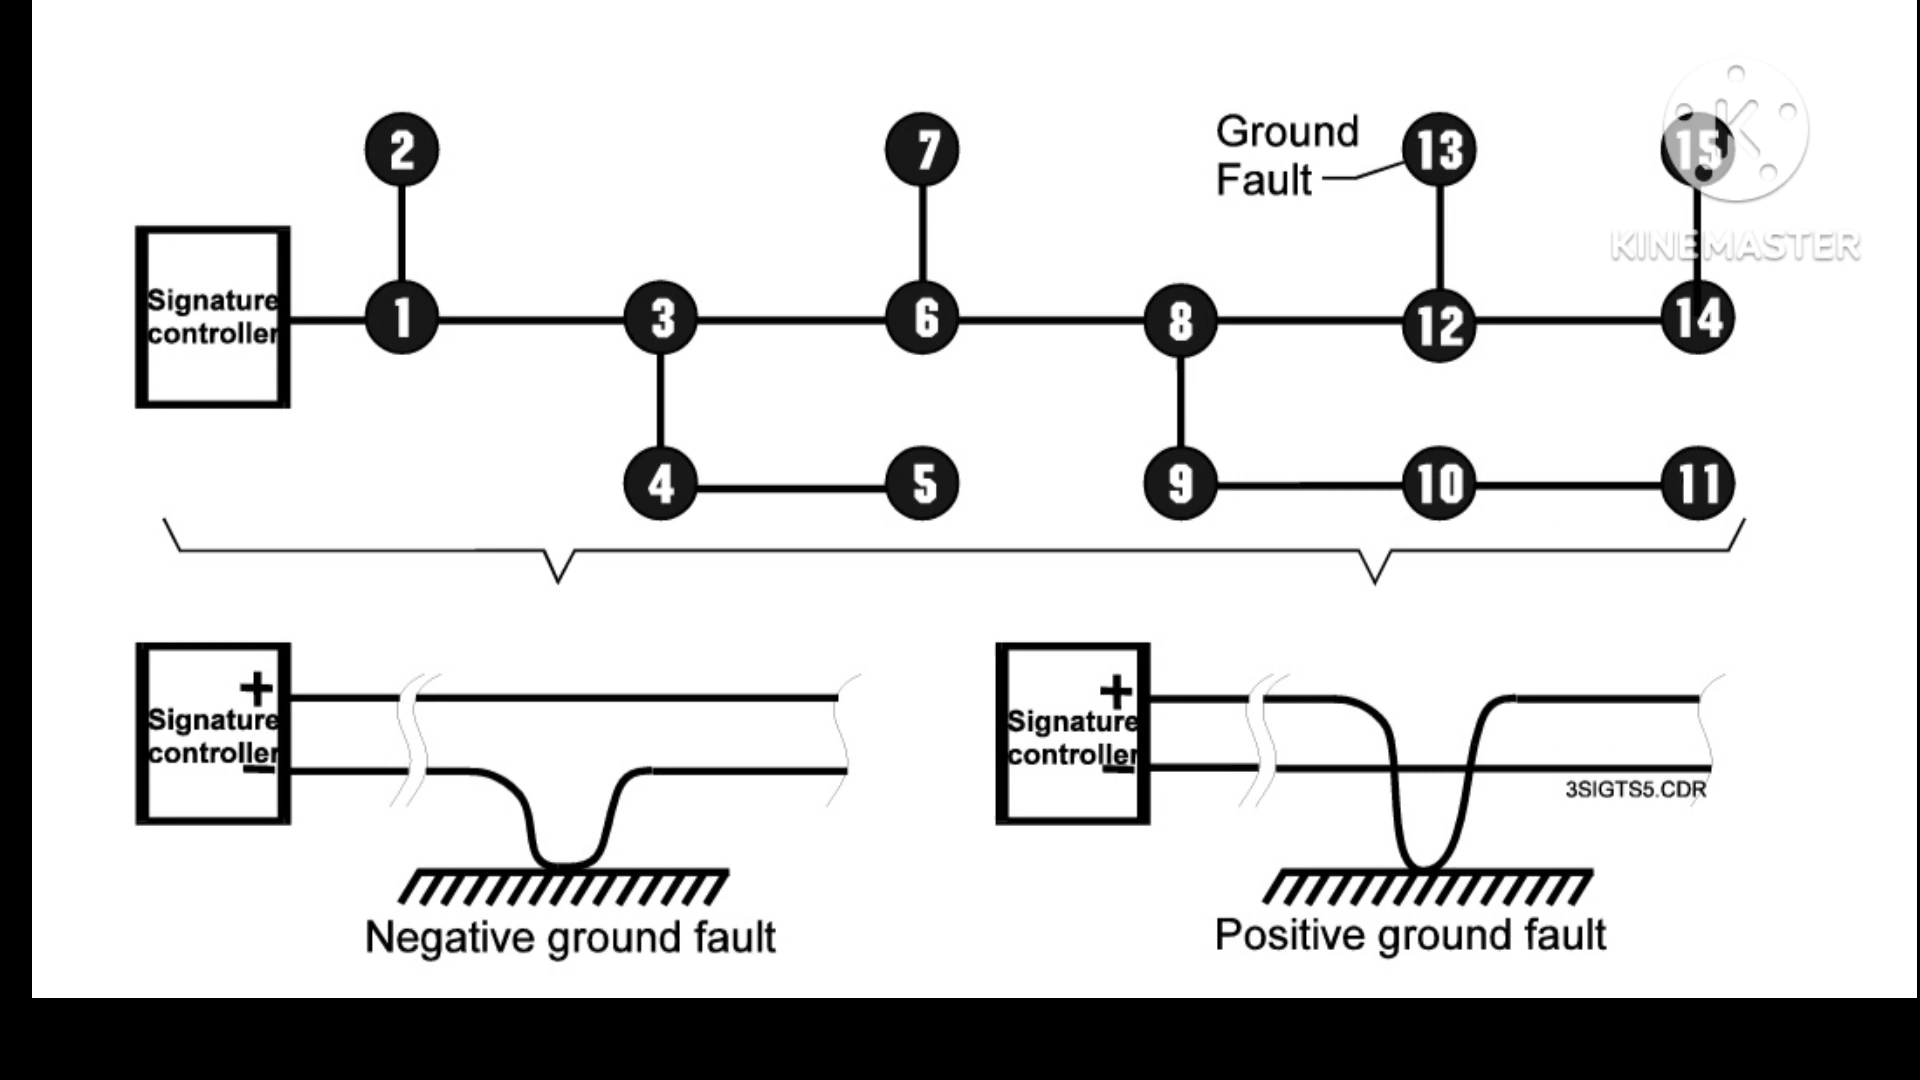 2
7
Ground
Fault
13
15
KINEMASTER
Signature
controller
1
3
6
8
12
14
4
5
9
10
11
+
Signature
controller
−
+
Signature
controller
−
3SIGTS5.CDR
Negative ground fault
Positive ground fault